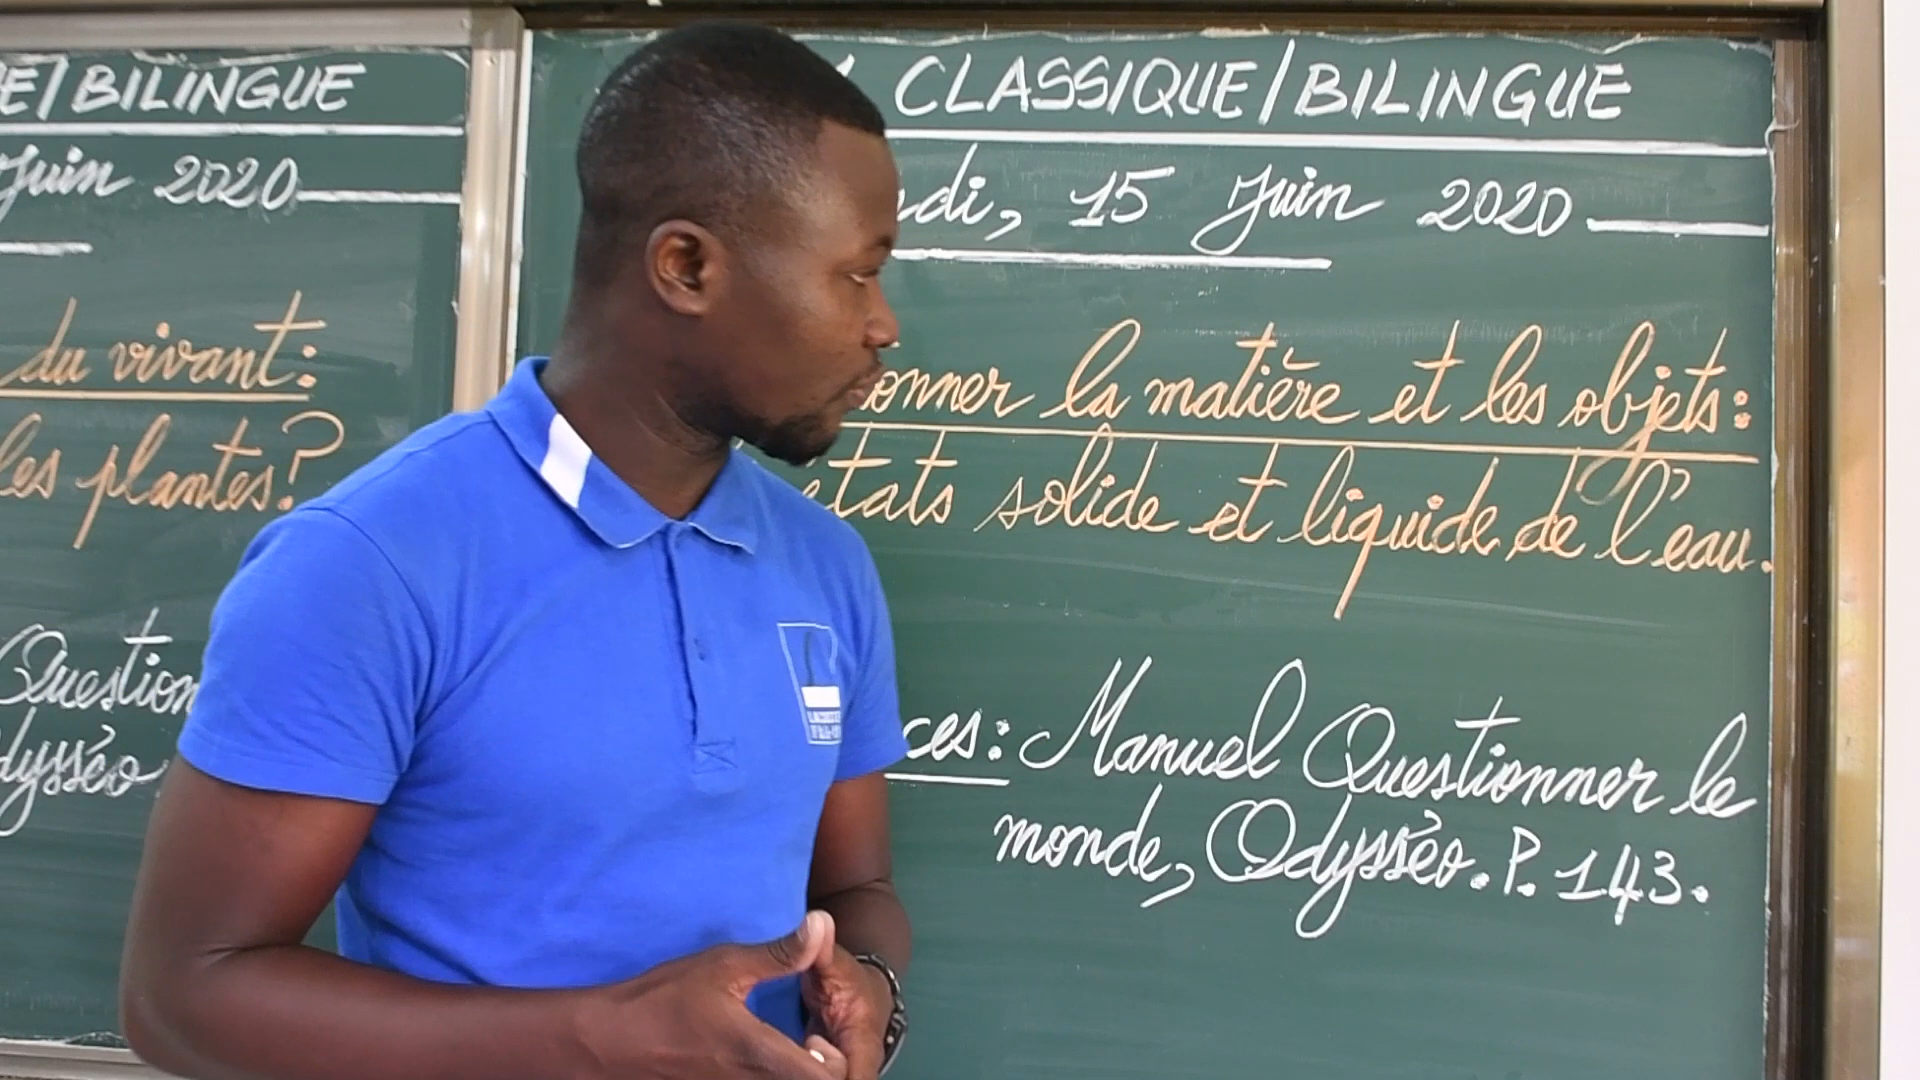 E/BILINGUE
Juin 2020
du vivant:
les plantes?
Question
dysséo
CLASSIQUE/BILINGUE
di, 15 Juin 2020
onner la matière et les objets:
états solide et liquide de l'eau.
ces: Manuel Questionner le
monde, Odysséo. P. 143.